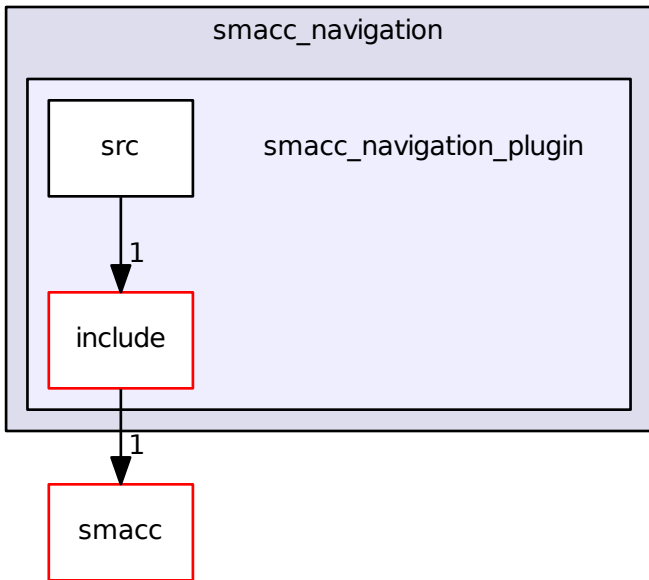 smacc_navigation
src
smacc_navigation_plugin
1
include
1
smacc